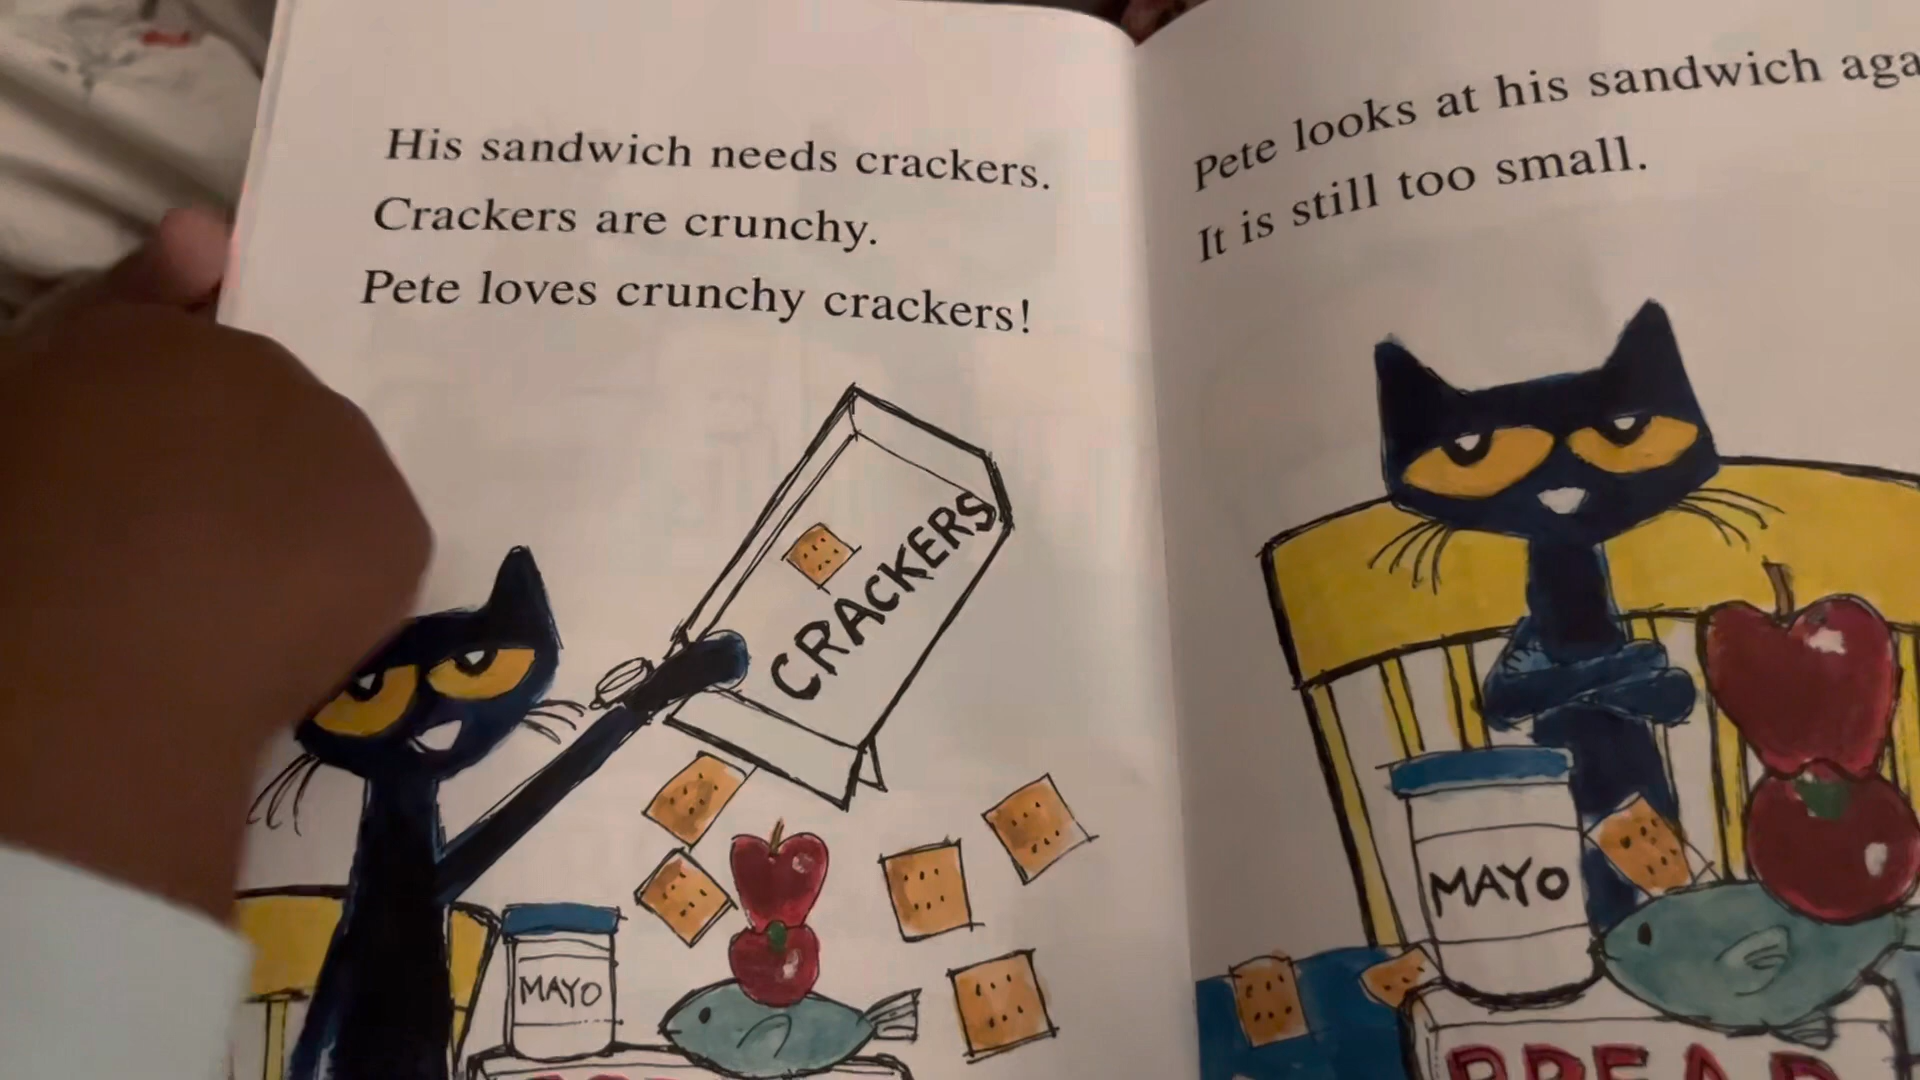 His sandwich needs crackers.
Crackers are crunchy.
Pete loves crunchy crackers!
CRACKERS
MAYO
Pete looks at his sandwich
It is still too small.
MAYO
BREAD